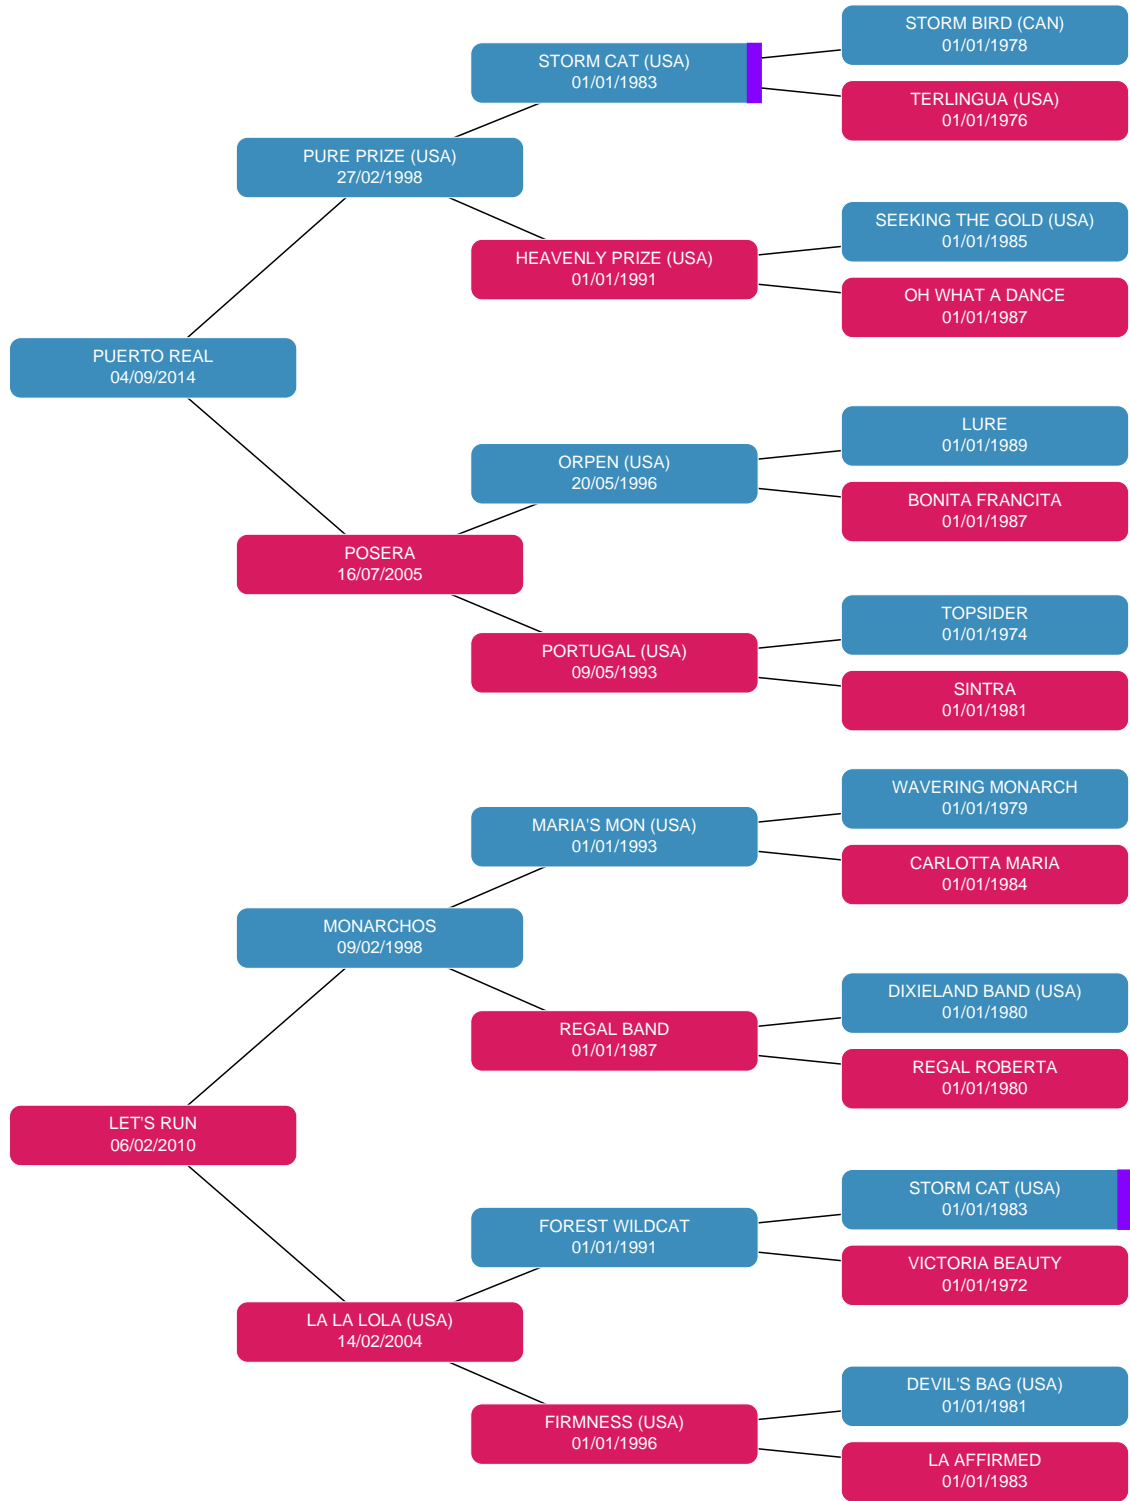 STORM BIRD (CAN)
01/01/1978
STORM CAT (USA)
01/01/1983
TERLINGUA (USA)
01/01/1976
PURE PRIZE (USA)
27/02/1998
SEEKING THE GOLD (USA)
01/01/1985
HEAVENLY PRIZE (USA)
01/01/1991
OH WHAT A DANCE
01/01/1987
PUERTO REAL
04/09/2014
LURE
01/01/1989
ORPEN (USA)
20/05/1996
BONITA FRANCITA
01/01/1987
POSERA
16/07/2005
TOPSIDER
01/01/1974
PORTUGAL (USA)
09/05/1993
SINTRA
01/01/1981
WAVERING MONARCH
01/01/1979
MARIA'S MON (USA)
01/01/1993
CARLOTTA MARIA
01/01/1984
MONARCHOS
09/02/1998
DIXIELAND BAND (USA)
01/01/1980
REGAL BAND
01/01/1987
REGAL ROBERTA
01/01/1980
LET'S RUN
06/02/2010
STORM CAT (USA)
01/01/1983
FOREST WILDCAT
01/01/1991
VICTORIA BEAUTY
01/01/1972
LA LA LOLA (USA)
14/02/2004
DEVIL'S BAG (USA)
01/01/1981
FIRMNESS (USA)
01/01/1996
LA AFFIRMED
01/01/1983